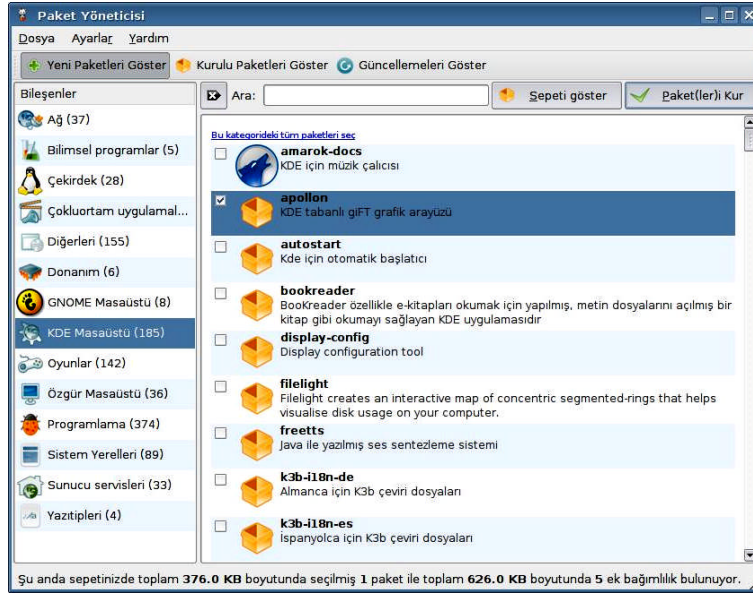 Paket Yöneticisi
Dosya Ayarlar Yardım
Yeni Paketleri Göster Kurulu Paketleri Göster Güncellemeleri Göster
Bileşenler
Ağ (37)
Bilimsel programlar (5)
Çekirdek (28)
Çokluortam uygulamal...
Diğerleri (155)
Donanım (6)
GNOME Masaüstü (8)
KDE Masaüstü (185)
Oyunlar (142)
Özgür Masaüstü (36)
Programlama (374)
Sistem Yerelleri (89)
Sunucu servisleri (33)
Yazıtipleri (4)
Ara: Sepeti göster Paket(ler)i Kur
Bu kategorideki tüm paketleri seç
amarok-docs
KDE için müzik çalıcısı
apollon
KDE tabanlı giFT grafik arayüzü
autostart
Kde için otomatik başlatıcı
bookreader
BooKreader özellikle e-kitapları okumak için yapılmış, metin dosyalarını açılmış bir
kitap gibi okumayı sağlayan KDE uygulamasıdır
display-config
Display configuration tool
filelight
Filelight creates an interactive map of concentric segmented-rings that helps
visualise disk usage on your computer.
freetts
Java ile yazılmış ses sentezleme sistemi
k3b-i18n-de
Almanca için K3b çeviri dosyaları
k3b-i18n-es
İspanyolca için K3b çeviri dosyaları
Şu anda sepetinizde toplam 376.0 KB boyutunda seçilmiş 1 paket ile toplam 626.0 KB boyutunda 5 ek bağımlılık bulunuyor.